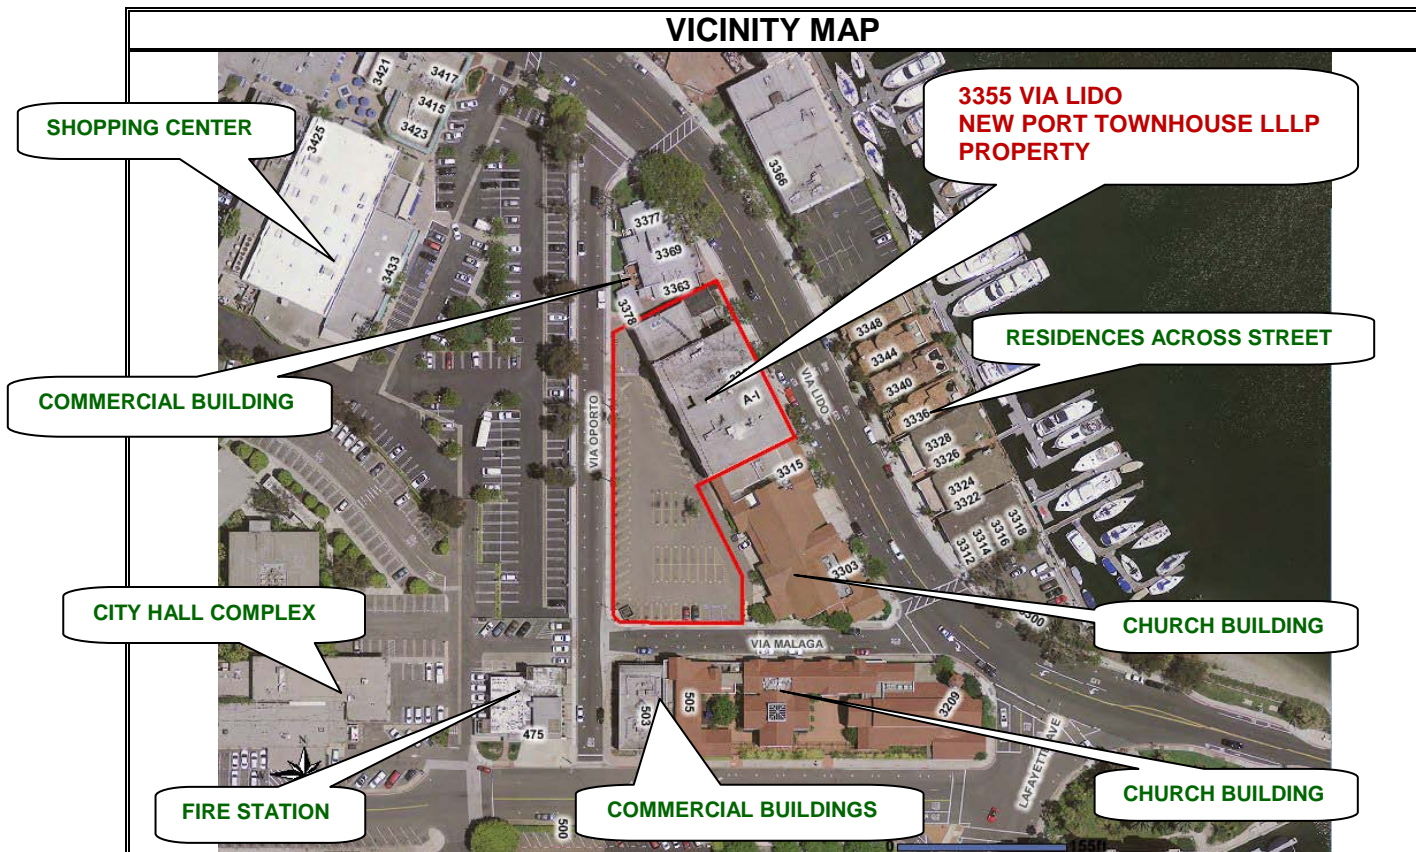 VICINITY MAP
3421
3417
3415
3423
3425
SHOPPING CENTER
3355 VIA LIDO
NEW PORT TOWNHOUSE LLLP
PROPERTY
3366
3377
3369
3363
3378
3433
COMMERCIAL BUILDING
RESIDENCES ACROSS STREET
3348
3344
3340
3336
3328
3326
3324
3322
3318
3316
3314
3312
VIA LIDO
VIA OPORTO
A-I
3315
3303
CITY HALL COMPLEX
CHURCH BUILDING
VIA MALAGA
505
503
3209
475
N
LAFAYETTE AVE
FIRE STATION
COMMERCIAL BUILDINGS
CHURCH BUILDING
500
0 155ft